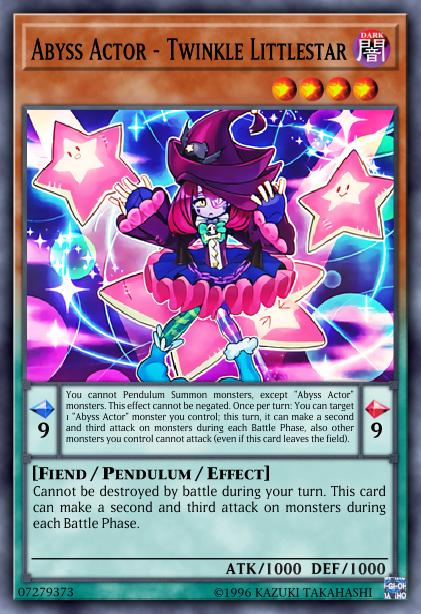 Abyss Actor - Twinkle Littlestar
DARK
闇
You cannot Pendulum Summon monsters, except "Abyss Actor"
monsters. This effect cannot be negated. Once per turn: You can target
1 "Abyss Actor" monster you control; this turn, it can make a second
and third attack on monsters during each Battle Phase, also other
monsters you control cannot attack (even if this card leaves the field).
9
9
[Fiend / Pendulum / Effect]
Cannot be destroyed by battle during your turn. This card
can make a second and third attack on monsters during
each Battle Phase.
ATK/1000 DEF/1000
07279373
©1996 KAZUKI TAKAHASHI